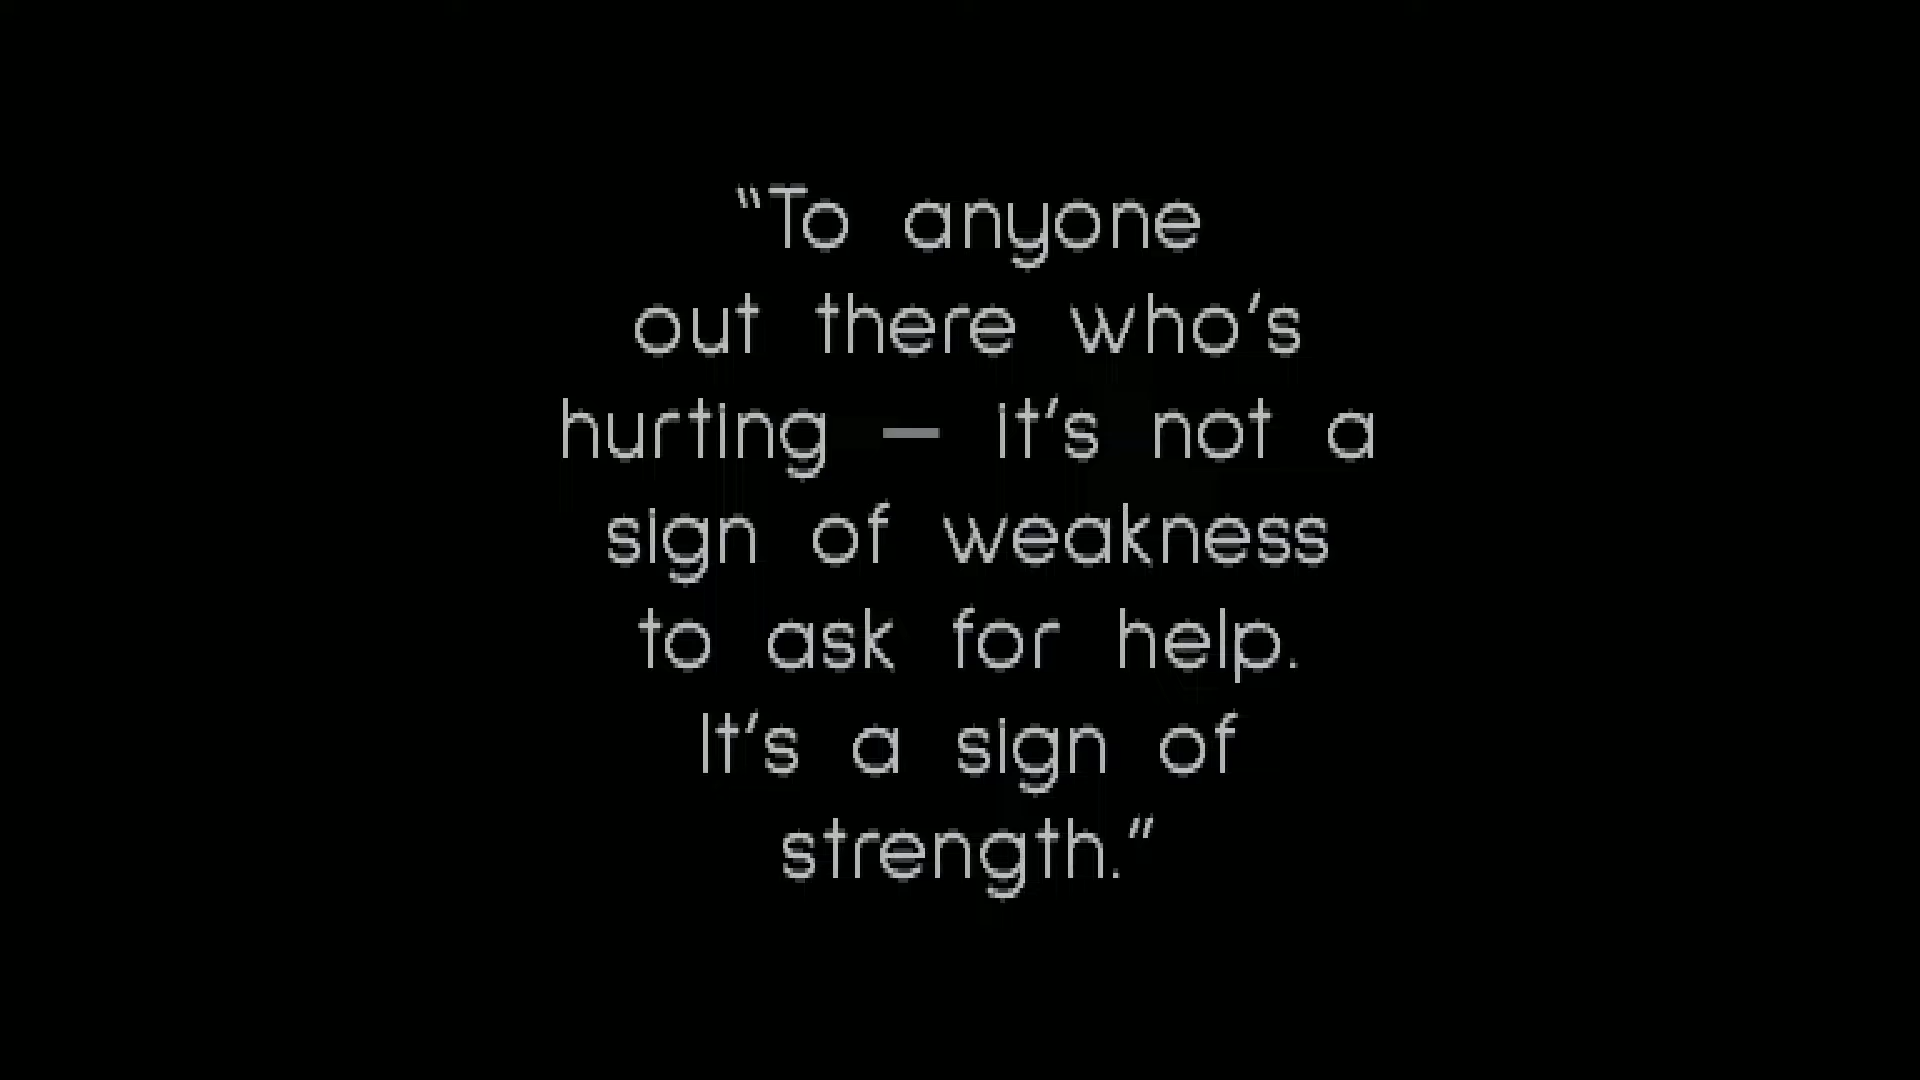 “To anyone
out there who’s
hurting — it’s not a
sign of weakness
to ask for help.
It’s a sign of
strength.”